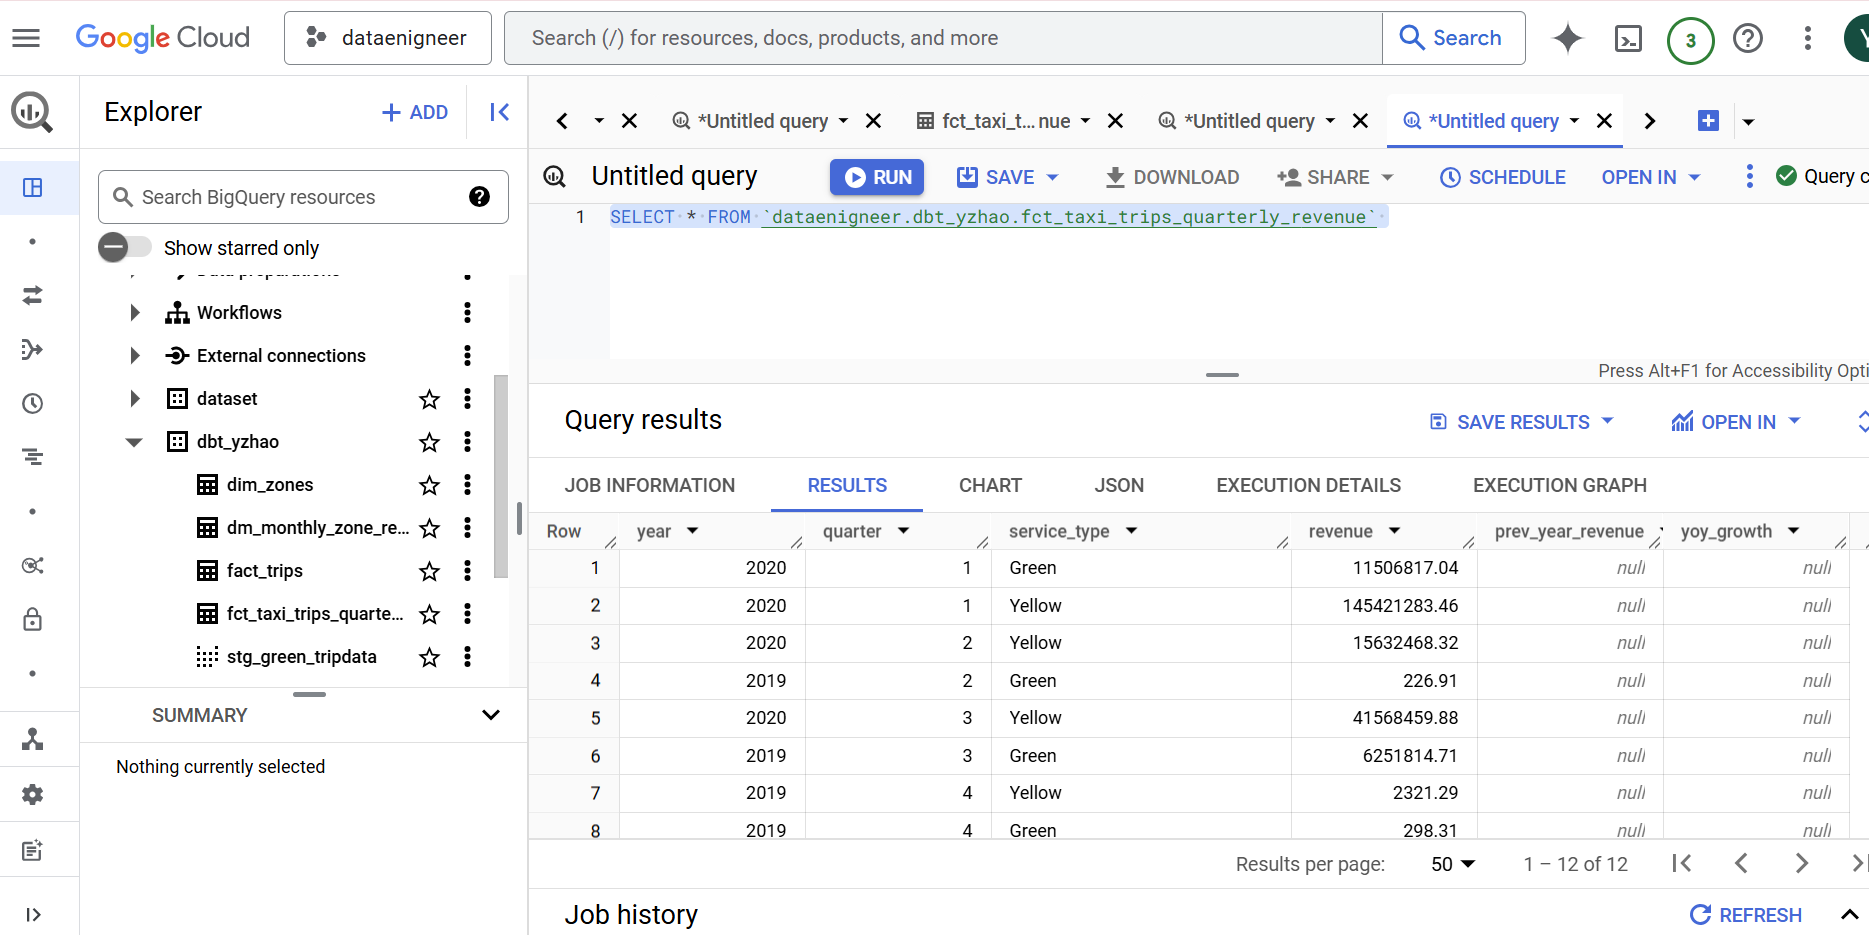 Google Cloud
dataenigneer
Search (/) for resources, docs, products, and more
Search
3
Explorer
+ ADD
*Untitled query
fct_taxi_t... nue
*Untitled query
*Untitled query
Search BigQuery resources
Show starred only
Data preparations
Workflows
External connections
dataset
dbt_yzhao
dim_zones
dm_monthly_zone_re...
fact_trips
fct_taxi_trips_quarte...
stg_green_tripdata
SUMMARY
Nothing currently selected
Untitled query
RUN
SAVE
DOWNLOAD
SHARE
SCHEDULE
OPEN IN
Query c
1 SELECT * FROM `dataenigneer.dbt_yzhao.fct_taxi_trips_quarterly_revenue`
Press Alt+F1 for Accessibility Opti
Query results
SAVE RESULTS
OPEN IN
JOB INFORMATION RESULTS CHART JSON EXECUTION DETAILS EXECUTION GRAPH
Row year quarter service_type revenue prev_year_revenue yoy_growth
1 2020 1 Green 11506817.04 null null
2 2020 1 Yellow 145421283.46 null null
3 2020 2 Yellow 15632468.32 null null
4 2019 2 Green 226.91 null null
5 2020 3 Yellow 41568459.88 null null
6 2019 3 Green 6251814.71 null null
7 2019 4 Yellow 2321.29 null null
8 2019 4 Green 298.31 null null
Results per page: 50 1 – 12 of 12
Job history
REFRESH